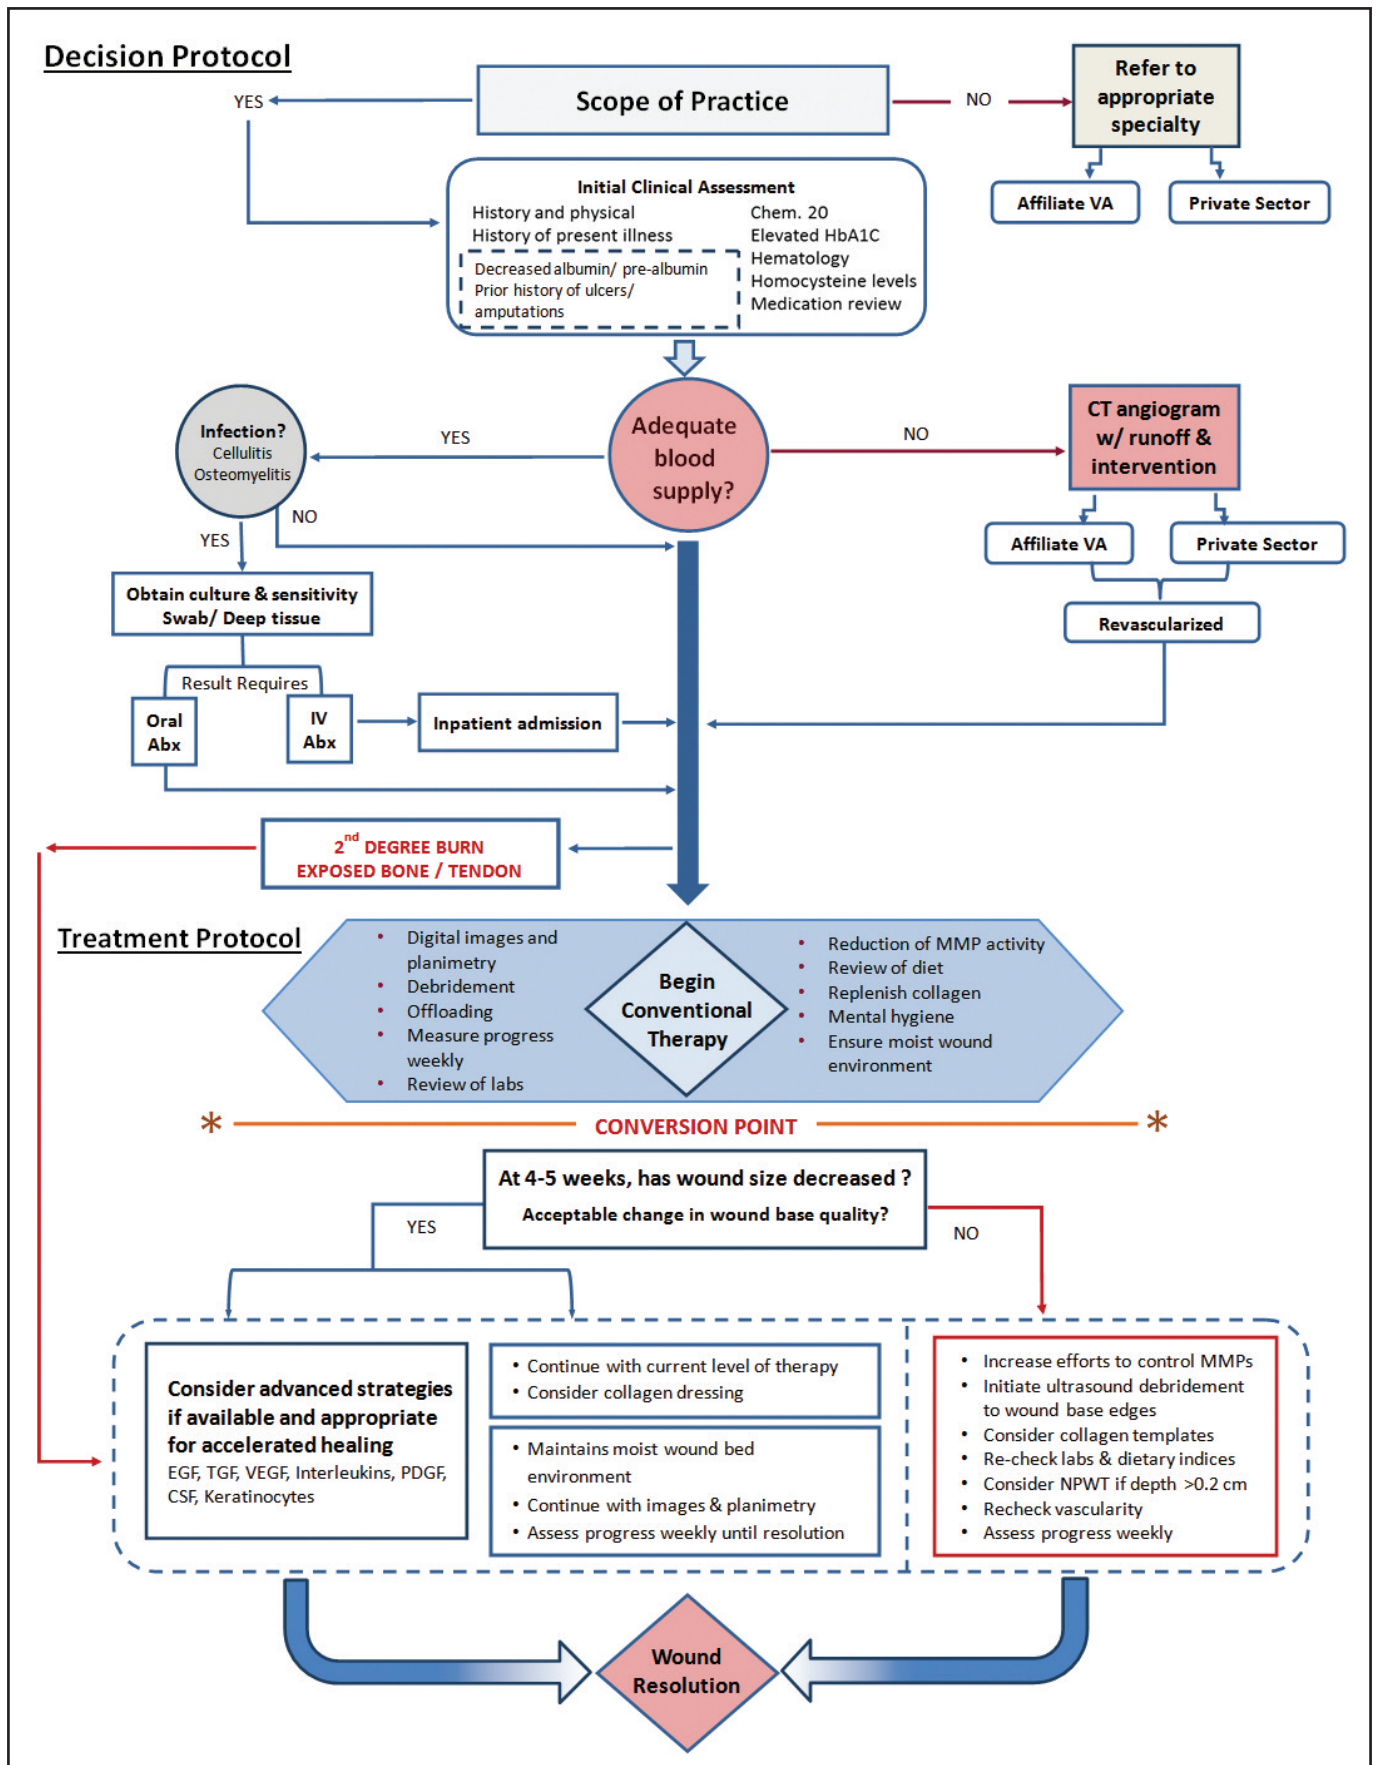 Decision Protocol
Scope of Practice
YES
NO
Refer to
appropriate
specialty
Affiliate VA
Private Sector
Initial Clinical Assessment
History and physical
History of present illness
Decreased albumin/ pre-albumin
Prior history of ulcers/
amputations
Chem. 20
Elevated HbA1C
Hematology
Homocysteine levels
Medication review
Adequate
blood
supply?
YES
NO
Infection?
Cellulitis
Osteomyelitis
CT angiogram
w/ runoff &
intervention
Affiliate VA
Private Sector
Revascularized
NO
YES
Obtain culture & sensitivity
Swab/ Deep tissue
Result Requires
Oral
Abx
IV
Abx
Inpatient admission
2nd DEGREE BURN
EXPOSED BONE / TENDON
Treatment Protocol
• Digital images and
planimetry
• Debridement
• Offloading
• Measure progress
weekly
• Review of labs
Begin
Conventional
Therapy
• Reduction of MMP activity
• Review of diet
• Replenish collagen
• Mental hygiene
• Ensure moist wound
environment
* CONVERSION POINT *
At 4-5 weeks, has wound size decreased ?
Acceptable change in wound base quality?
YES
NO
Consider advanced strategies
if available and appropriate
for accelerated healing
EGF, TGF, VEGF, Interleukins, PDGF,
CSF, Keratinocytes
• Continue with current level of therapy
• Consider collagen dressing
• Maintains moist wound bed
environment
• Continue with images & planimetry
• Assess progress weekly until resolution
• Increase efforts to control MMPs
• Initiate ultrasound debridement
to wound base edges
• Consider collagen templates
• Re-check labs & dietary indices
• Consider NPWT if depth >0.2 cm
• Recheck vascularity
• Assess progress weekly
Wound
Resolution